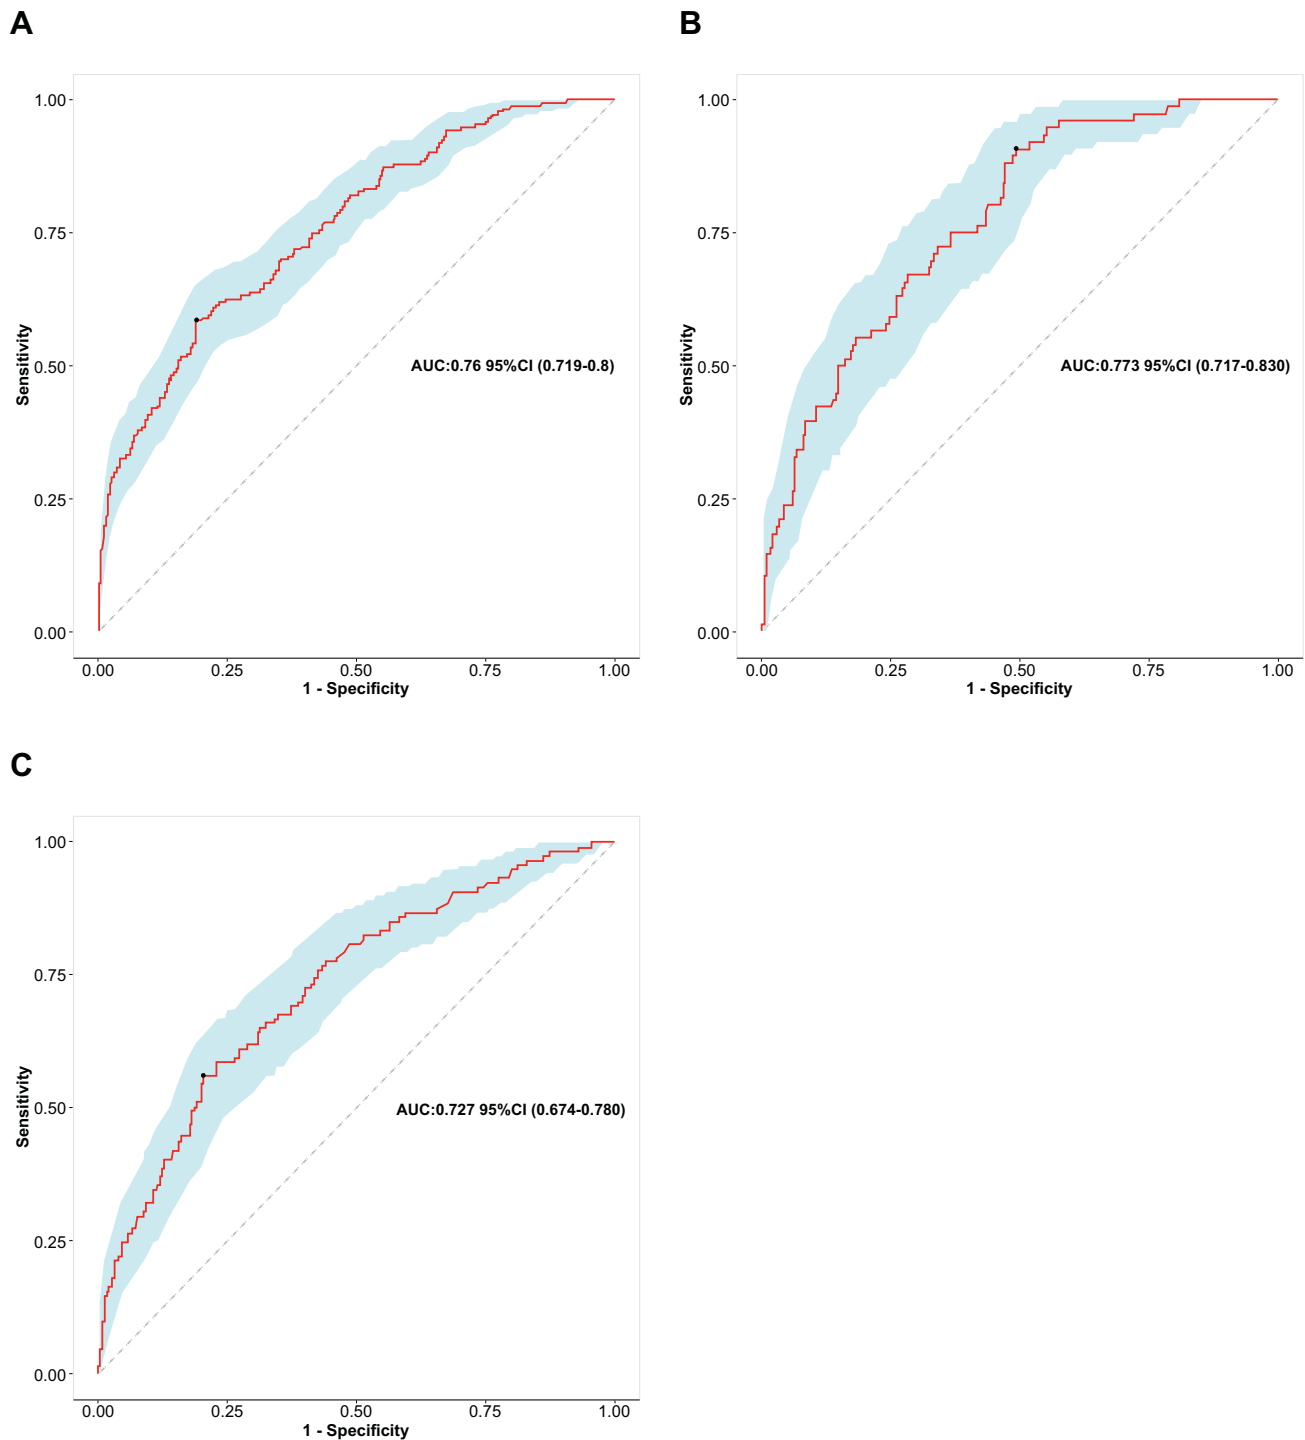 A
1.00
0.75
0.50
0.25
0.00
Sensitivity
AUC:0.76 95%CI (0.719-0.8)
0.00 0.25 0.50 0.75 1.00
1 - Specificity
B
1.00
0.75
0.50
0.25
0.00
Sensitivity
AUC:0.773 95%CI (0.717-0.830)
0.00 0.25 0.50 0.75 1.00
1 - Specificity
C
1.00
0.75
0.50
0.25
0.00
Sensitivity
AUC:0.727 95%CI (0.674-0.780)
0.00 0.25 0.50 0.75 1.00
1 - Specificity